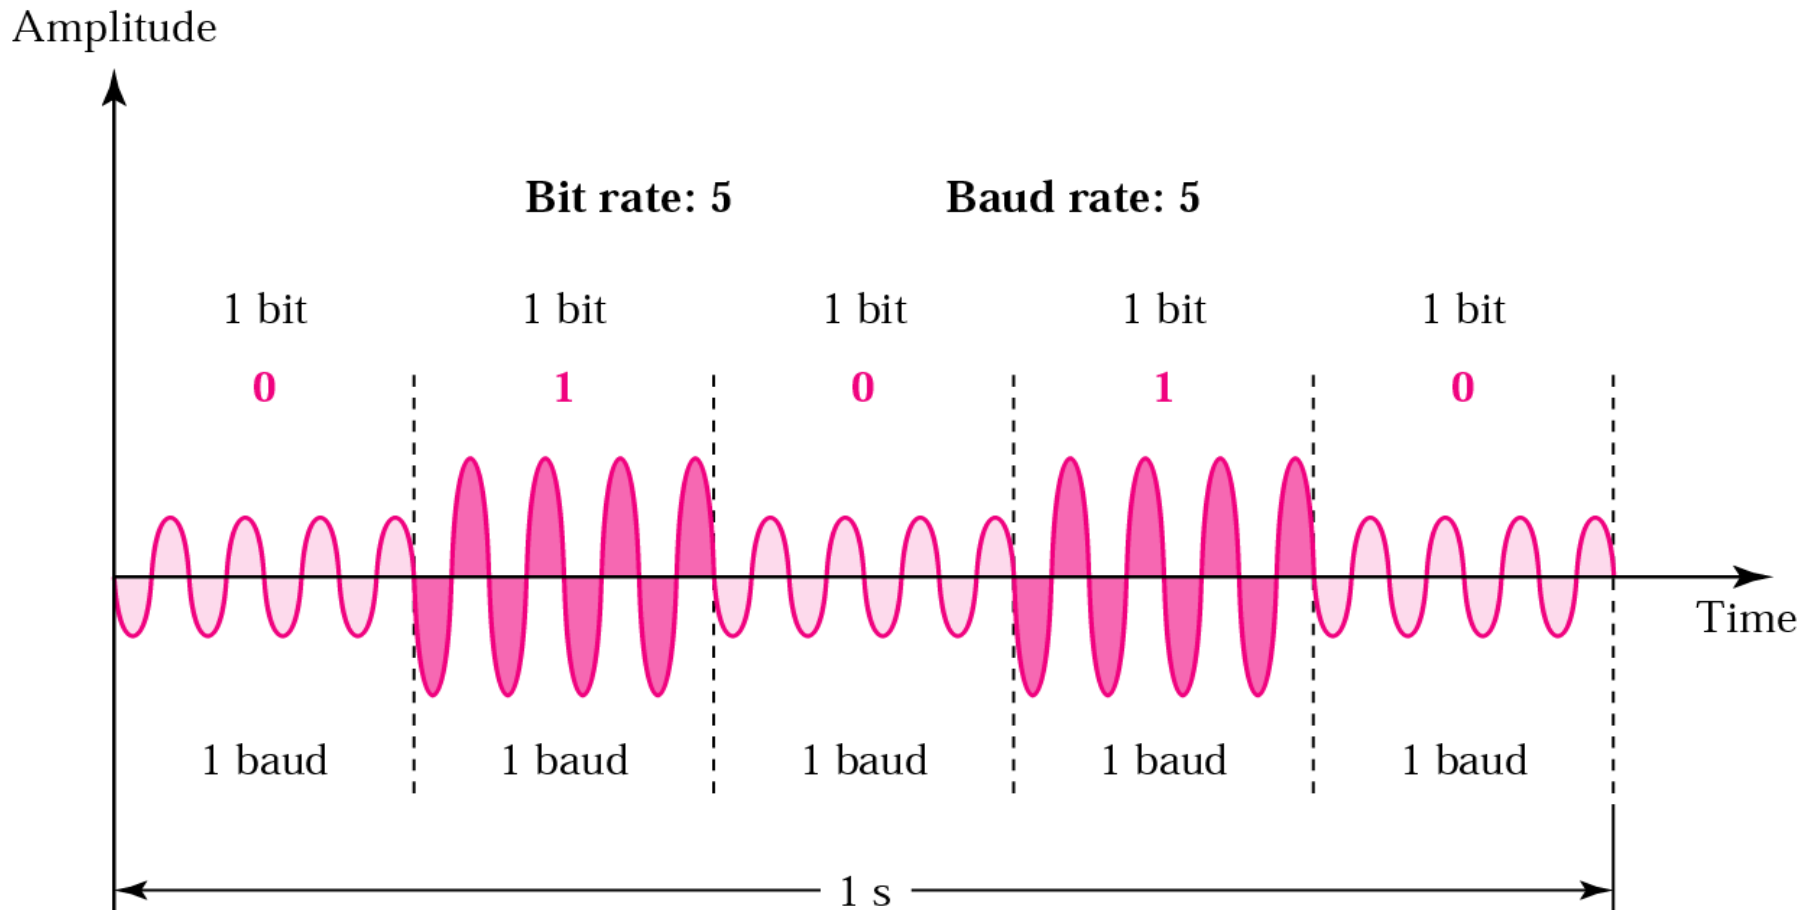 Amplitude
Bit rate: 5 Baud rate: 5
1 bit 1 bit 1 bit 1 bit 1 bit
0 1 0 1 0
Time
1 baud 1 baud 1 baud 1 baud 1 baud
1 s